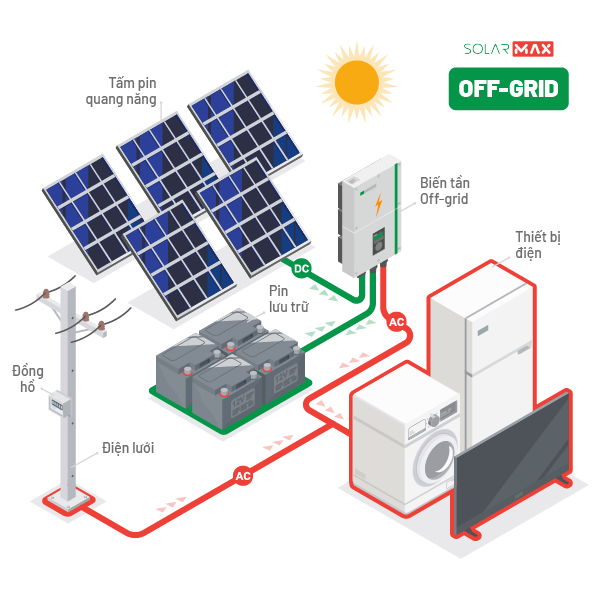 SOLAR MAX
OFF-GRID
Tấm pin
quang năng
Biến tần
Off-grid
Thiết bị
điện
DC
Pin
lưu trữ
AC
Đồng
hồ
Điện lưới
AC